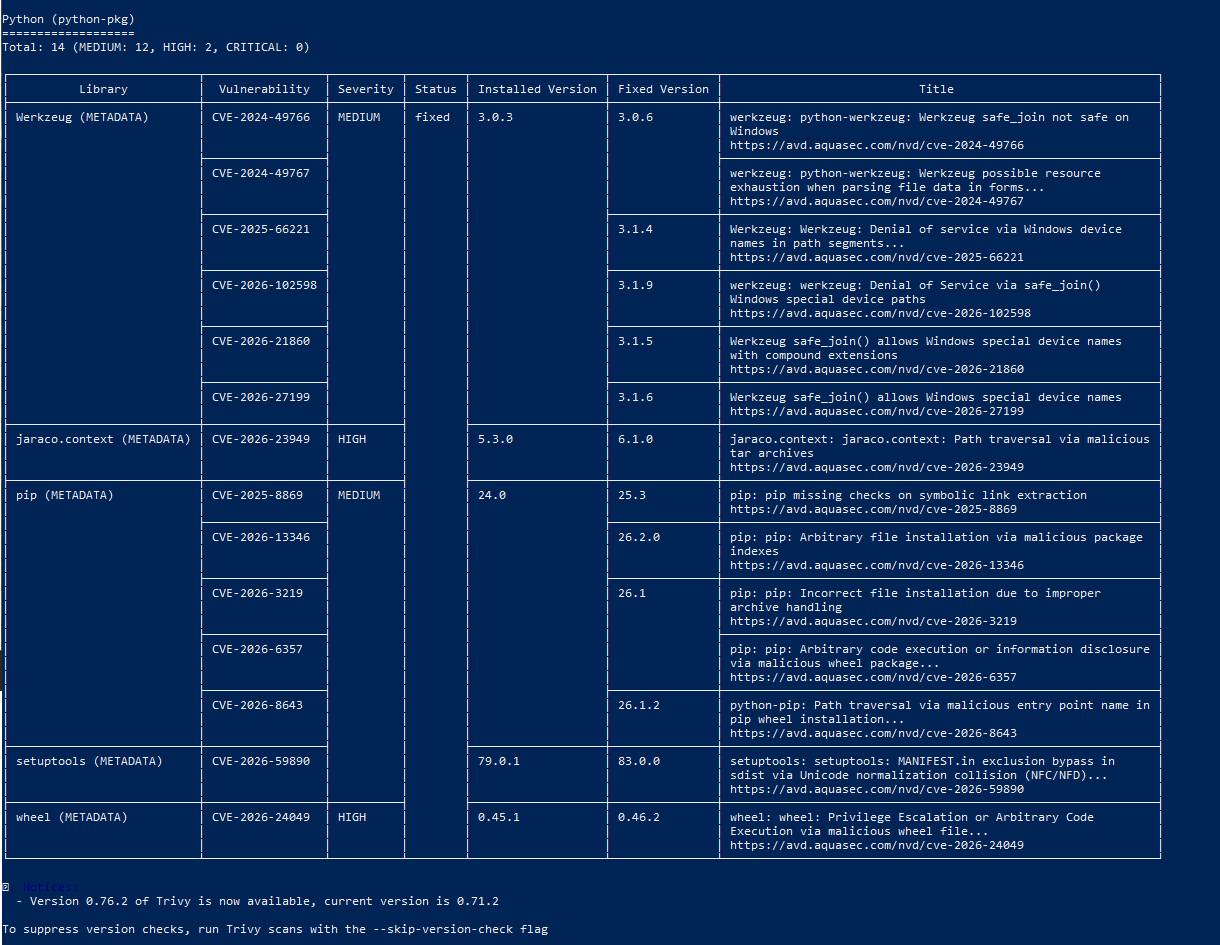 Python (python-pkg)
===================
Total: 14 (MEDIUM: 12, HIGH: 2, CRITICAL: 0)
Library Vulnerability Severity Status Installed Version Fixed Version Title
Werkzeug (METADATA) CVE-2024-49766 MEDIUM fixed 3.0.3 3.0.6 werkzeug: python-werkzeug: Werkzeug safe_join not safe on
Windows
https://avd.aquasec.com/nvd/cve-2024-49766
CVE-2024-49767 werkzeug: python-werkzeug: Werkzeug possible resource
exhaustion when parsing file data in forms...
https://avd.aquasec.com/nvd/cve-2024-49767
CVE-2025-66221 3.1.4 Werkzeug: Werkzeug: Denial of service via Windows device
names in path segments...
https://avd.aquasec.com/nvd/cve-2025-66221
CVE-2026-102598 3.1.9 werkzeug: werkzeug: Denial of Service via safe_join()
Windows special device paths
https://avd.aquasec.com/nvd/cve-2026-102598
CVE-2026-21860 3.1.5 Werkzeug safe_join() allows Windows special device names
with compound extensions
https://avd.aquasec.com/nvd/cve-2026-21860
CVE-2026-27199 3.1.6 Werkzeug safe_join() allows Windows special device names
https://avd.aquasec.com/nvd/cve-2026-27199
jaraco.context (METADATA) CVE-2026-23949 HIGH 5.3.0 6.1.0 jaraco.context: jaraco.context: Path traversal via malicious
tar archives
https://avd.aquasec.com/nvd/cve-2026-23949
pip (METADATA) CVE-2025-8869 MEDIUM 24.0 25.3 pip: pip missing checks on symbolic link extraction
https://avd.aquasec.com/nvd/cve-2025-8869
CVE-2026-13346 26.2.0 pip: pip: Arbitrary file installation via malicious package
indexes
https://avd.aquasec.com/nvd/cve-2026-13346
CVE-2026-3219 26.1 pip: pip: Incorrect file installation due to improper
archive handling
https://avd.aquasec.com/nvd/cve-2026-3219
CVE-2026-6357 pip: pip: Arbitrary code execution or information disclosure
via malicious wheel package...
https://avd.aquasec.com/nvd/cve-2026-6357
CVE-2026-8643 26.1.2 python-pip: Path traversal via malicious entry point name in
pip wheel installation...
https://avd.aquasec.com/nvd/cve-2026-8643
setuptools (METADATA) CVE-2026-59890 79.0.1 83.0.0 setuptools: setuptools: MANIFEST.in exclusion bypass in
sdist via Unicode normalization collision (NFC/NFD)...
https://avd.aquasec.com/nvd/cve-2026-59890
wheel (METADATA) CVE-2026-24049 HIGH 0.45.1 0.46.2 wheel: wheel: Privilege Escalation or Arbitrary Code
Execution via malicious wheel file...
https://avd.aquasec.com/nvd/cve-2026-24049
Notices:
- Version 0.76.2 of Trivy is now available, current version is 0.71.2
To suppress version checks, run Trivy scans with the --skip-version-check flag